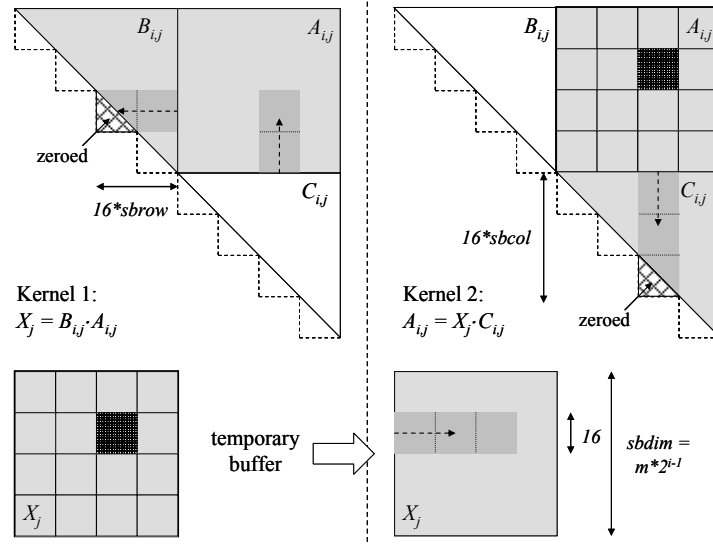 B_{i,j}
A_{i,j}
zeroed
C_{i,j}
16*sbrow
Kernel 1:
X_j = B_{i,j}·A_{i,j}
X_j
temporary
buffer
B_{i,j}
A_{i,j}
C_{i,j}
16*sbcol
Kernel 2:
A_{i,j} = X_j·C_{i,j}
zeroed
16
sbdim =
m*2^{i-1}
X_j